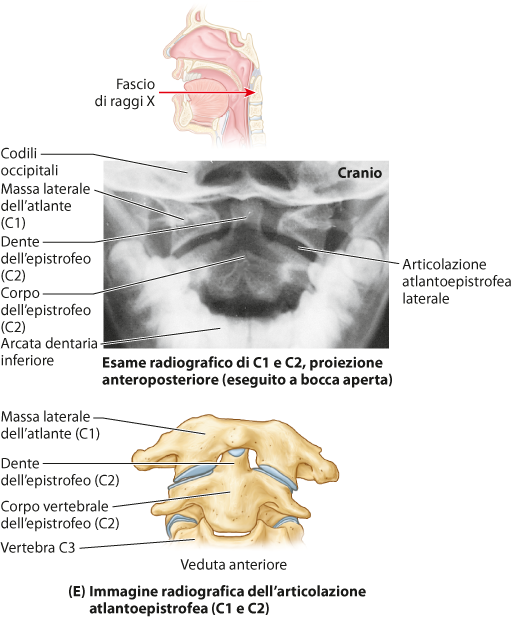 Fascio
di raggi X
Codili
occipitali
Cranio
Massa laterale
dell'atlante
(C1)
Dente
dell'epistrofeo
(C2)
Corpo
dell'epistrofeo
(C2)
Arcata dentaria
inferiore
Articolazione
atlantoepistrofea
laterale
Esame radiografico di C1 e C2, proiezione
anteroposteriore (eseguito a bocca aperta)
Massa laterale
dell'atlante (C1)
Dente
dell'epistrofeo (C2)
Corpo vertebrale
dell'epistrofeo (C2)
Vertebra C3
Veduta anteriore
(E) Immagine radiografica dell'articolazione
atlantoepistrofea (C1 e C2)